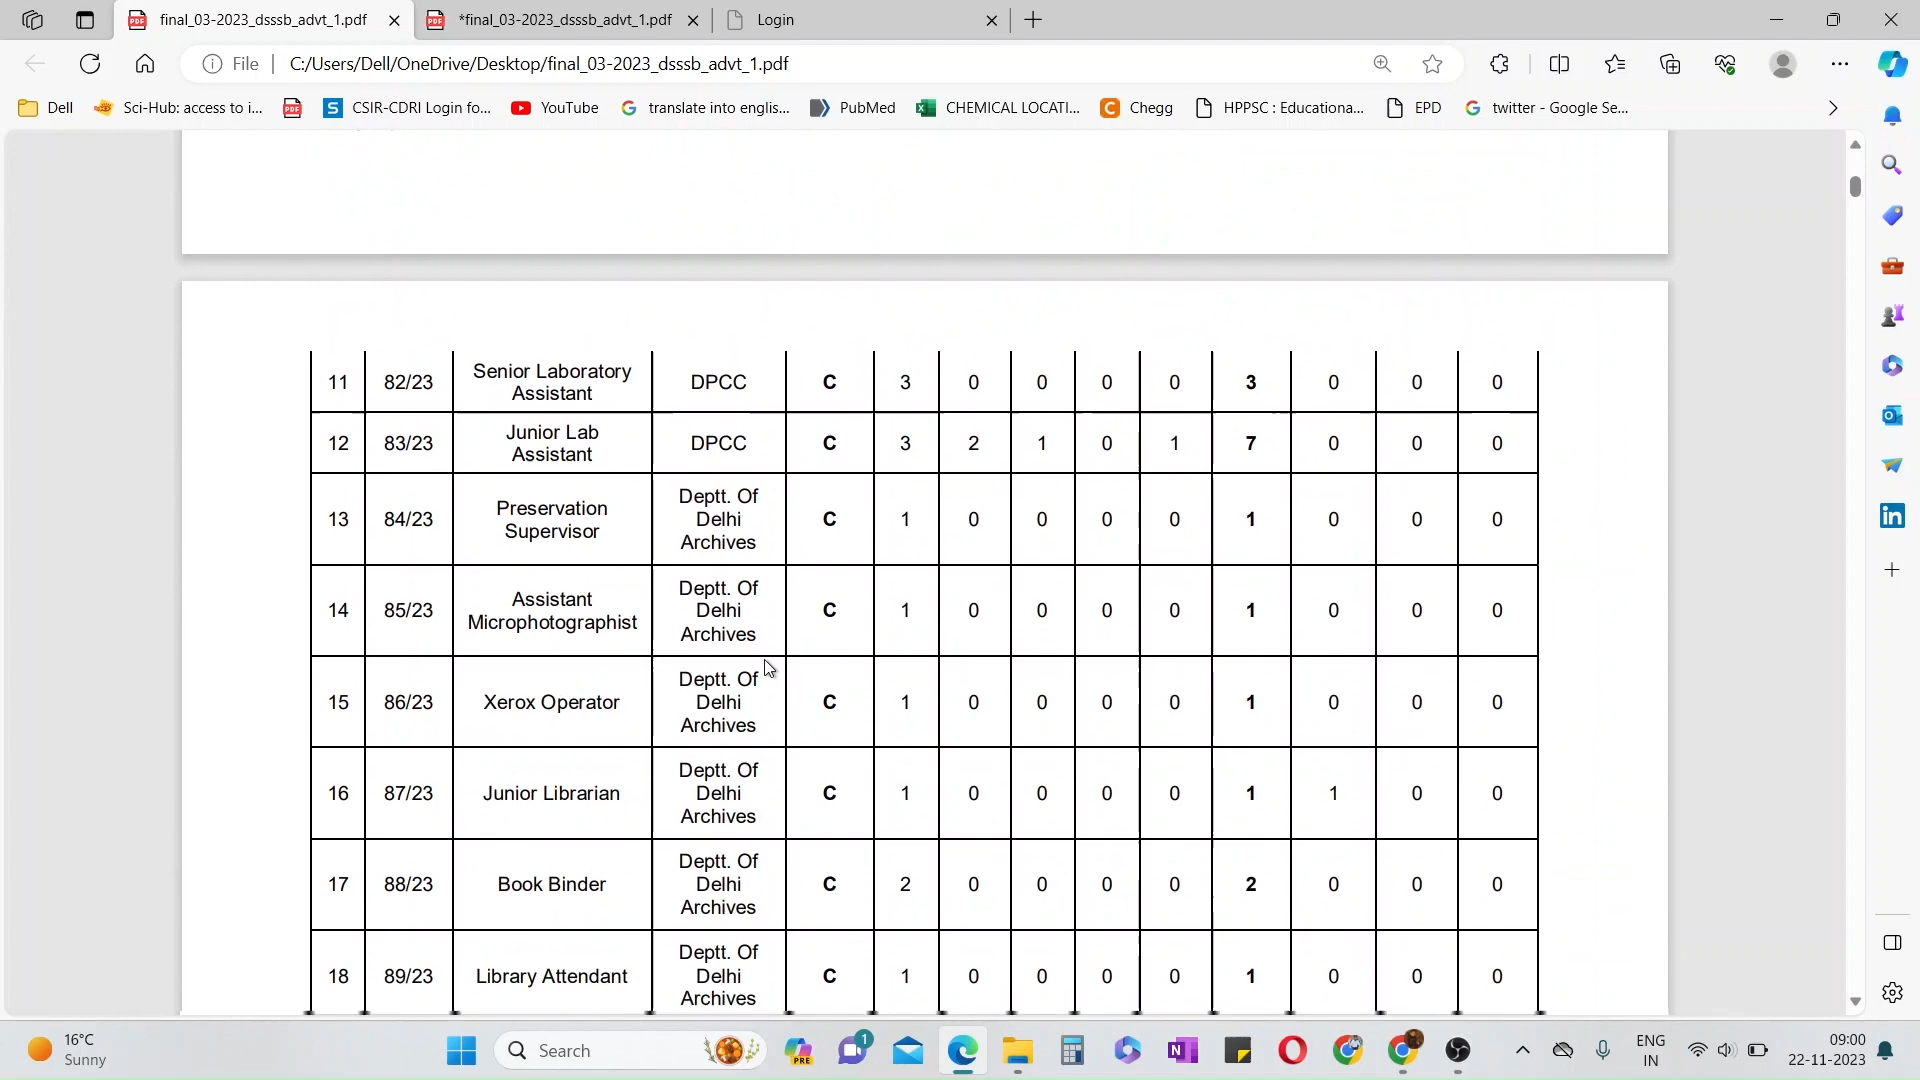 final_03-2023_dsssb_advt_1.pdf
*final_03-2023_dsssb_advt_1.pdf
Login
File
C:/Users/Dell/OneDrive/Desktop/final_03-2023_dsssb_advt_1.pdf
Dell
Sci-Hub: access to i...
CSIR-CDRI Login fo...
YouTube
translate into englis...
PubMed
CHEMICAL LOCATI...
Chegg
HPPSC : Educationa...
EPD
twitter - Google Se...
11 82/23 Senior Laboratory Assistant DPCC C 3 0 0 0 0 3 0 0 0
12 83/23 Junior Lab Assistant DPCC C 3 2 1 0 1 7 0 0 0
13 84/23 Preservation Supervisor Deptt. Of Delhi Archives C 1 0 0 0 0 1 0 0 0
14 85/23 Assistant Microphotographist Deptt. Of Delhi Archives C 1 0 0 0 0 1 0 0 0
15 86/23 Xerox Operator Deptt. Of Delhi Archives C 1 0 0 0 0 1 0 0 0
16 87/23 Junior Librarian Deptt. Of Delhi Archives C 1 0 0 0 0 1 1 0 0
17 88/23 Book Binder Deptt. Of Delhi Archives C 2 0 0 0 0 2 0 0 0
18 89/23 Library Attendant Deptt. Of Delhi Archives C 1 0 0 0 0 1 0 0 0
16°C
Sunny
Search
PRE
1
ENG
IN
09:00
22-11-2023